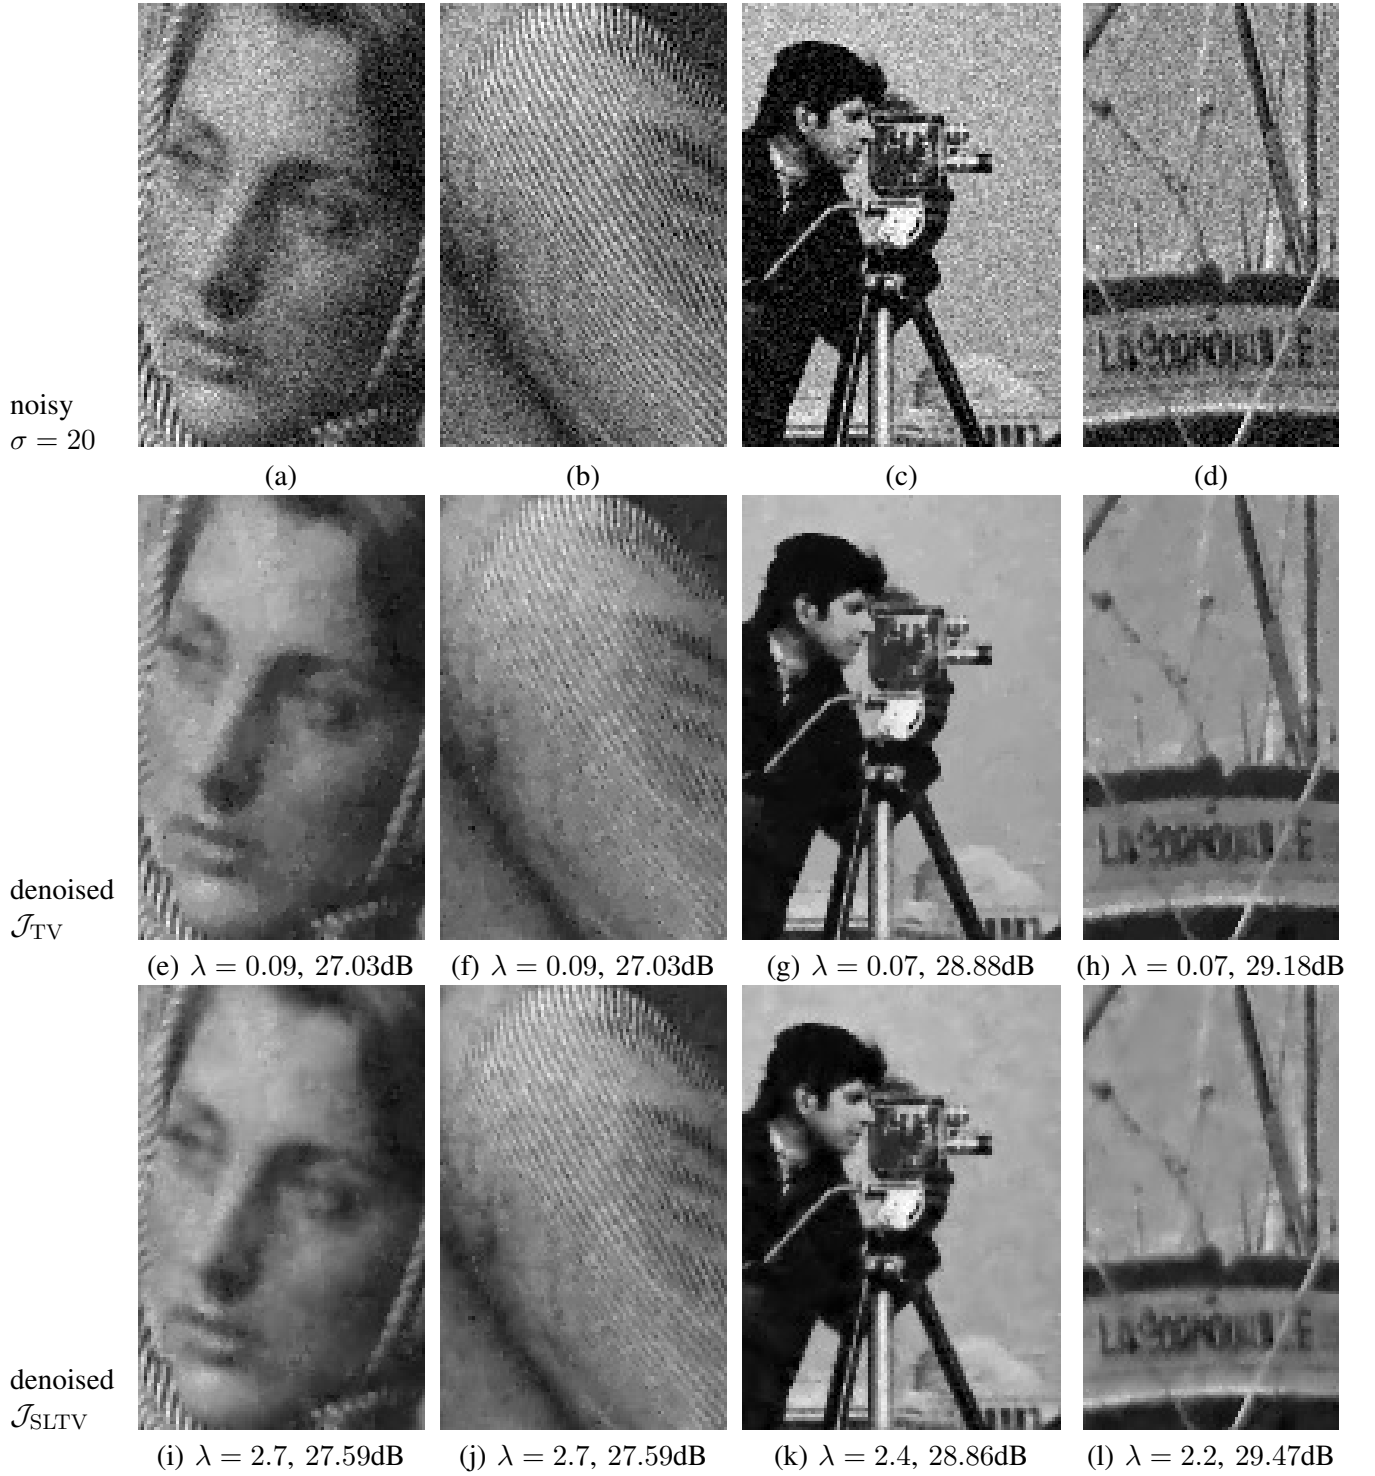 noisy
σ = 20
(a)
(b)
(c)
(d)
denoised
𝒥TV
(e) λ = 0.09, 27.03dB
(f) λ = 0.09, 27.03dB
(g) λ = 0.07, 28.88dB
(h) λ = 0.07, 29.18dB
denoised
𝒥SLTV
(i) λ = 2.7, 27.59dB
(j) λ = 2.7, 27.59dB
(k) λ = 2.4, 28.86dB
(l) λ = 2.2, 29.47dB